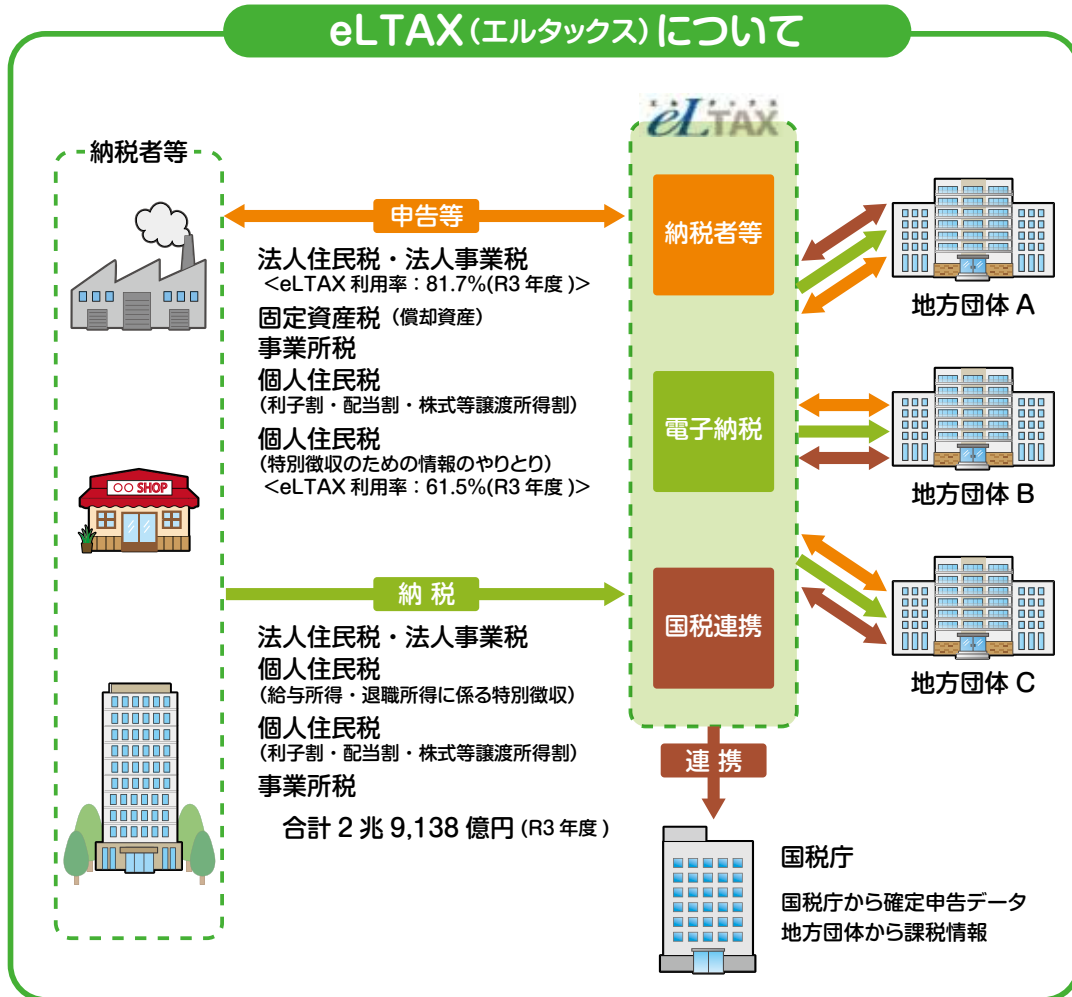 eLTAX(エルタックス)について
納税者等
申告等
法人住民税・法人事業税
<eLTAX 利用率：81.7%(R3 年度 )>
固定資産税（償却資産）
事業所税
個人住民税
(利子割・配当割・株式等譲渡所得割)
個人住民税
(特別徴収のための情報のやりとり)
<eLTAX 利用率：61.5%(R3 年度 )>
○○ SHOP
納 税
法人住民税・法人事業税
個人住民税
(給与所得・退職所得に係る特別徴収)
個人住民税
(利子割・配当割・株式等譲渡所得割)
事業所税
合計 2 兆 9,138 億円 (R3 年度 )
エルタックス
eLTAX
納税者等
電子納税
国税連携
地方団体 A
地方団体 B
地方団体 C
連 携
国税庁
国税庁から確定申告データ
地方団体から課税情報